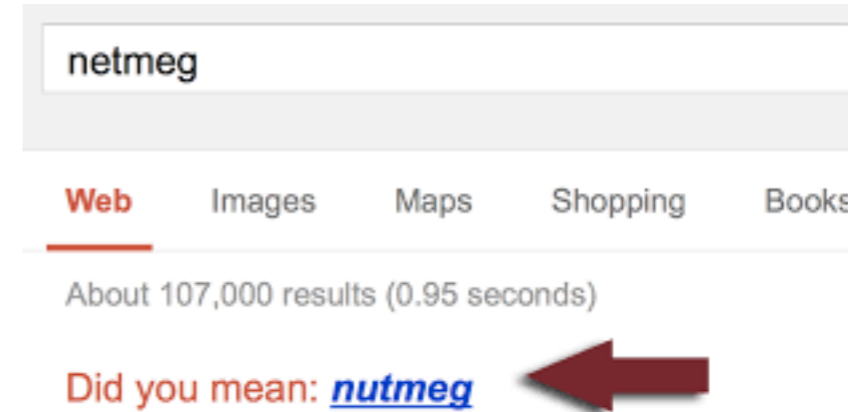 netmeg
Web Images Maps Shopping Books
About 107,000 results (0.95 seconds)
Did you mean: nutmeg